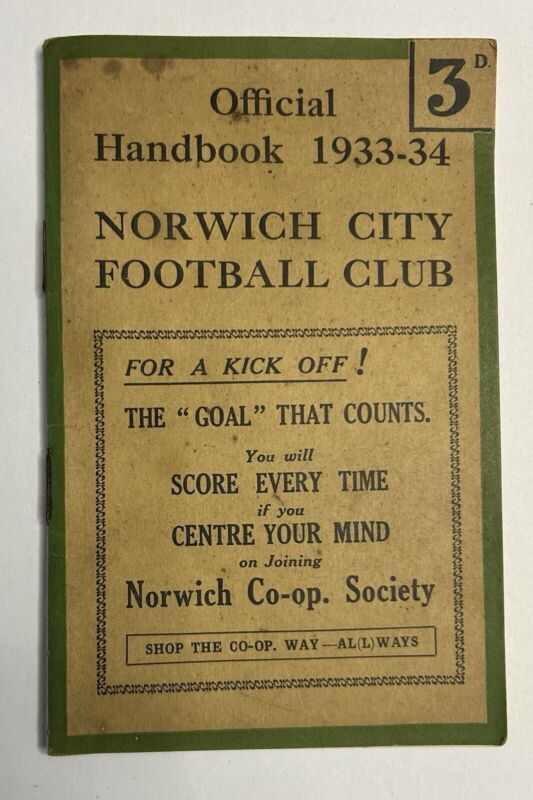 3D.
Official
Handbook 1933-34
NORWICH CITY
FOOTBALL CLUB
FOR A KICK OFF!
THE "GOAL" THAT COUNTS.
You will
SCORE EVERY TIME
if you
CENTRE YOUR MIND
on Joining
Norwich Co-op. Society
SHOP THE CO-OP. WAY—AL(L)WAYS